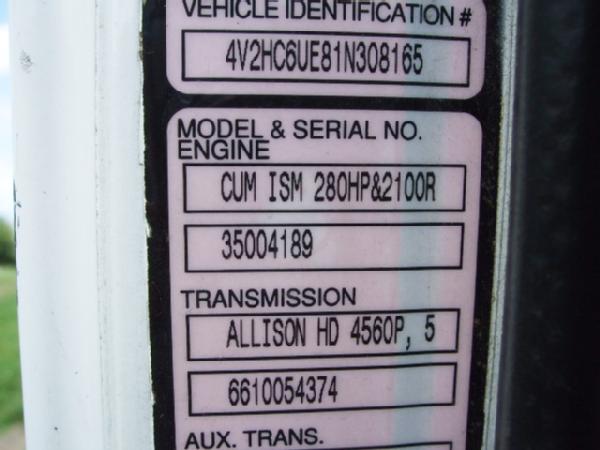 VEHICLE IDENTIFICATION #
4V2HC6UE81N308165
MODEL & SERIAL NO.
ENGINE
CUM ISM 280HP&2100R
35004189
TRANSMISSION
ALLISON HD 4560P, 5
6610054374
AUX. TRANS.